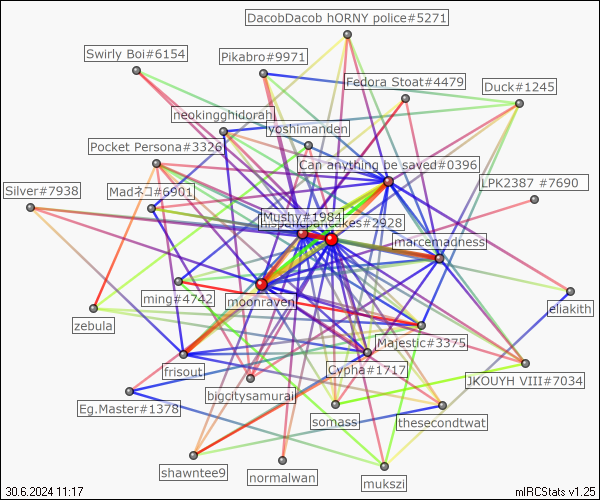 DacobDacob hORNY police#5271
Swirly Boi#6154
Pikabro#9971
Fedora Stoat#4479
Duck#1245
neokingghidorah
yoshimanden
Pocket Persona#3326
Can anything be saved#0396
Silver#7938
Madネコ#6901
LPK2387 #7690
Mushy#1984
hispanicpancakes#2928
marcemadness
ming#4742
moonraven
eliakith
zebula
Majestic#3375
frisout
Cypha#1717
JKOUYH VIII#7034
bigcitysamurai
Eg.Master#1378
somass
thesecondtwat
shawntee9
normalwan
mukszi
30.6.2024 11:17
mIRCStats v1.25